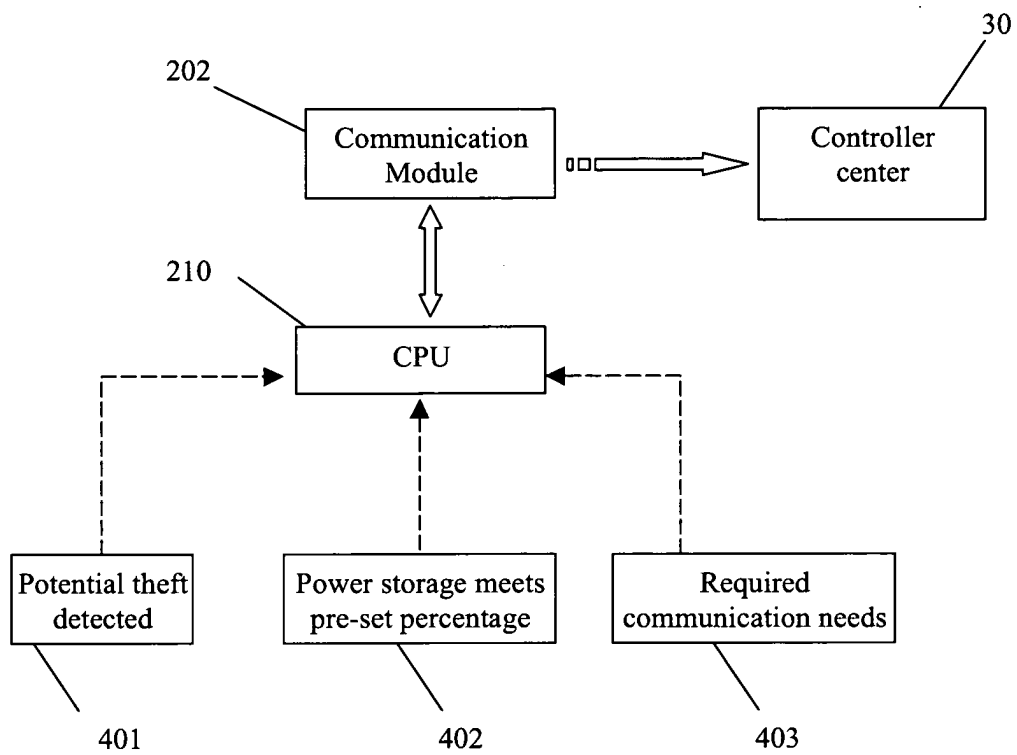 30
202
Communication
Module
Controller
center
210
CPU
Potential theft
detected
Power storage meets
pre-set percentage
Required
communication needs
401
402
403